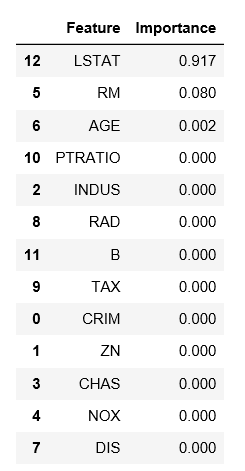 Feature Importance
12 LSTAT 0.917
5 RM 0.080
6 AGE 0.002
10 PTRATIO 0.000
2 INDUS 0.000
8 RAD 0.000
11 B 0.000
9 TAX 0.000
0 CRIM 0.000
1 ZN 0.000
3 CHAS 0.000
4 NOX 0.000
7 DIS 0.000